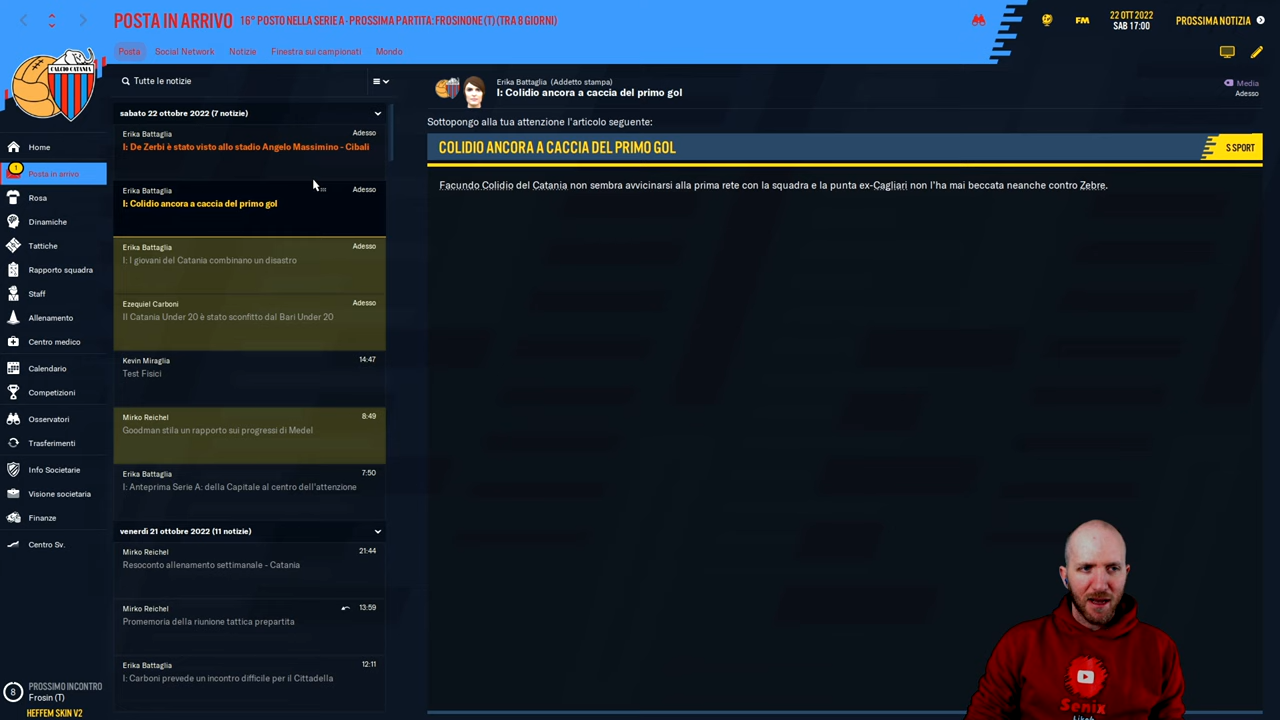 POSTA IN ARRIVO
16° POSTO NELLA SERIE A - PROSSIMA PARTITA: FROSINONE (T) (TRA 8 GIORNI)
FM
22 OTT 2022
SAB 17:00
PROSSIMA NOTIZIA
Posta
Social Network
Notizie
Finestra sui campionati
Mondo
CALCIO CATANIA
Home
1
Posta in arrivo
Rosa
Dinamiche
Tattiche
Rapporto squadra
Staff
Allenamento
Centro medico
Calendario
Competizioni
Osservatori
Trasferimenti
Info Societarie
Visione societaria
Finanze
Centro Sv.
8
PROSSIMO INCONTRO
Frosin (T)
HEFFEM SKIN V2
Tutte le notizie
sabato 22 ottobre 2022 (7 notizie)
Erika Battaglia Adesso
I: De Zerbi è stato visto allo stadio Angelo Massimino - Cibali
Erika Battaglia Adesso
I: Colidio ancora a caccia del primo gol
Erika Battaglia Adesso
I: I giovani del Catania combinano un disastro
Ezequiel Carboni Adesso
Il Catania Under 20 è stato sconfitto dal Bari Under 20
Kevin Miraglia 14:47
Test Fisici
Mirko Reichel 8:49
Goodman stila un rapporto sui progressi di Medel
Erika Battaglia 7:50
I: Anteprima Serie A: della Capitale al centro dell'attenzione
venerdì 21 ottobre 2022 (11 notizie)
Mirko Reichel 21:44
Resoconto allenamento settimanale - Catania
Mirko Reichel 13:59
Promemoria della riunione tattica prepartita
Erika Battaglia 12:11
I: Carboni prevede un incontro difficile per il Cittadella
Erika Battaglia (Addetto stampa)
I: Colidio ancora a caccia del primo gol
Media
Adesso
Sottopongo alla tua attenzione l'articolo seguente:
COLIDIO ANCORA A CACCIA DEL PRIMO GOL
S SPORT
Facundo Colidio del Catania non sembra avvicinarsi alla prima rete con la squadra e la punta ex-Cagliari non l'ha mai beccata neanche contro Zebre.
Senix